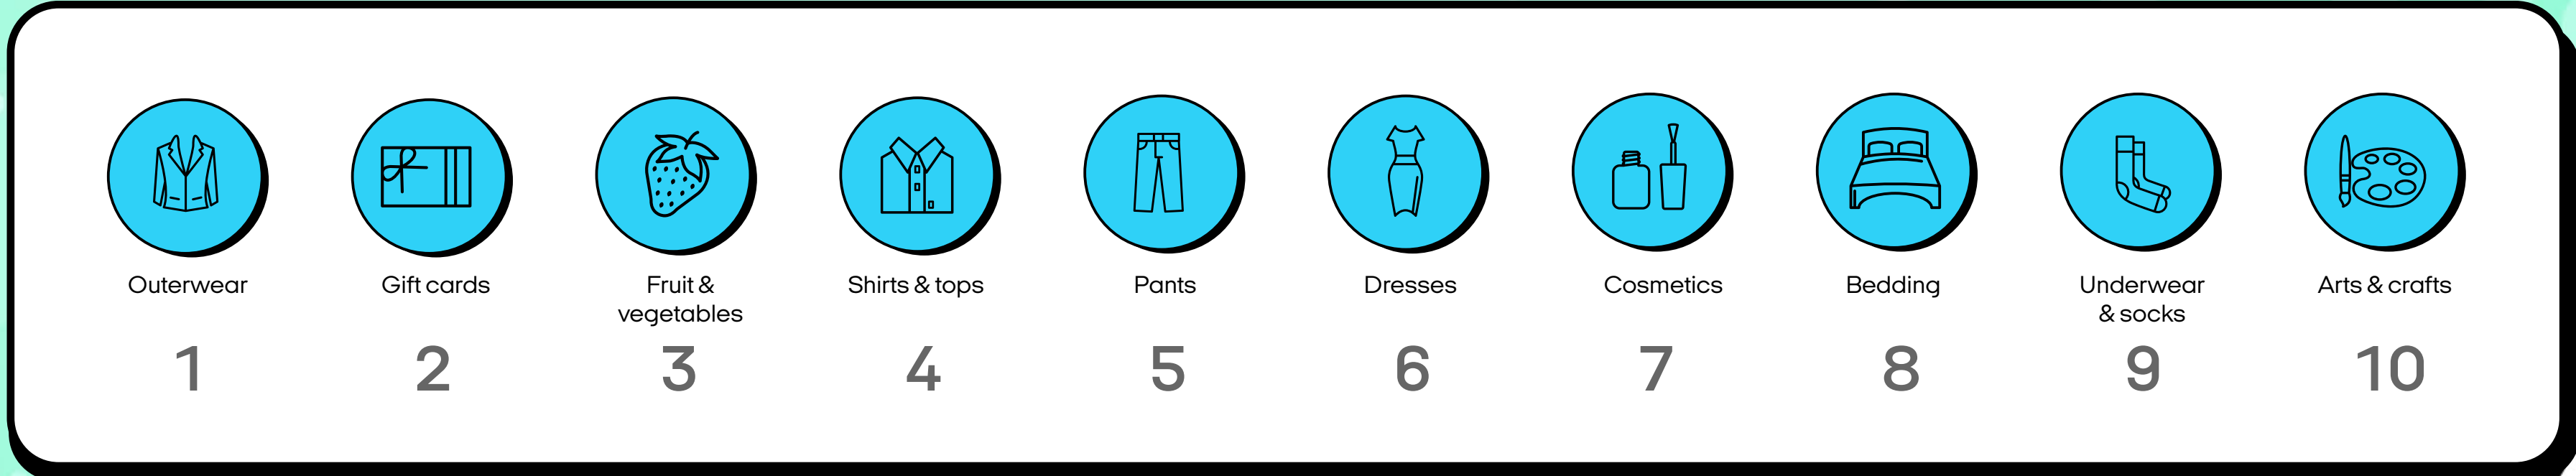 Outerwear
Gift cards
Fruit &
vegetables
Shirts & tops
Pants
Dresses
Cosmetics
Bedding
Underwear
& socks
Arts & crafts
1
2
3
4
5
6
7
8
9
10